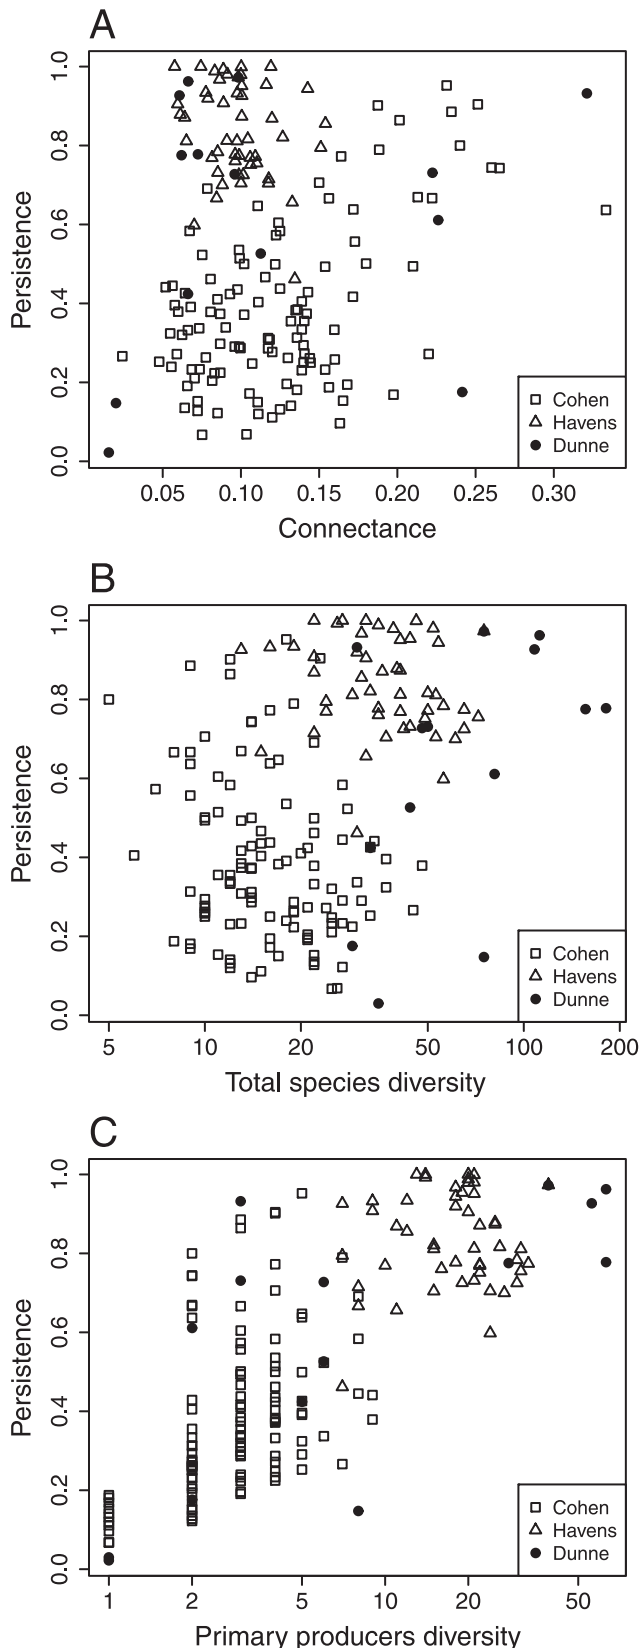 A
Persistence
1.0
0.8
0.6
0.4
0.2
0.0
Cohen
Havens
Dunne
0.05 0.10 0.15 0.20 0.25 0.30
Connectance
B
Persistence
1.0
0.8
0.6
0.4
0.2
0.0
Cohen
Havens
Dunne
5 10 20 50 100 200
Total species diversity
C
Persistence
1.0
0.8
0.6
0.4
0.2
0.0
Cohen
Havens
Dunne
1 2 5 10 20 50
Primary producers diversity